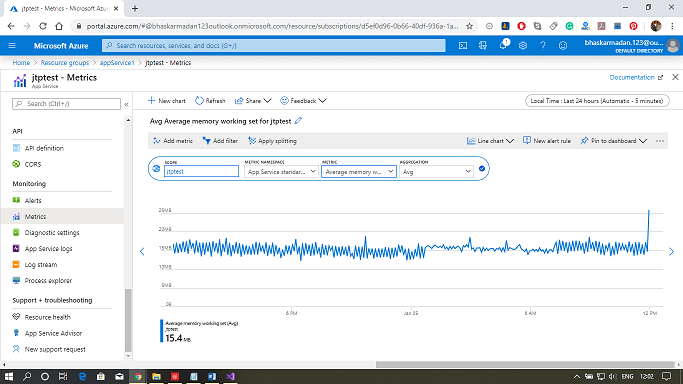 jtptest - Metrics - Microsoft Azu
portal.azure.com/#@bhaskarmadan123outlook.onmicrosoft.com/resource/subscriptions/d5ef0d96-0b66-40df-936a-1a...
Microsoft Azure
Search resources, services, and docs (G+/)
1
bhaskarmadan.123@ou...
DEFAULT DIRECTORY
Home > Resource groups > appService1 > jtptest - Metrics
jtptest - Metrics
App Service
Documentation
Search (Ctrl+/)
New chart
Refresh
Share
Feedback
Local Time : Last 24 hours (Automatic - 5 minutes)
API
API definition
CORS
Monitoring
Alerts
Metrics
Diagnostic settings
App Service logs
Log stream
Process explorer
Support + troubleshooting
Resource health
App Service Advisor
New support request
Avg Average memory working set for jtptest
Add metric
Add filter
Apply splitting
Line chart
New alert rule
Pin to dashboard
SCOPE
jtptest
METRIC NAMESPACE
App Service standar...
METRIC
Average memory w...
AGGREGATION
Avg
25MB
20MB
15MB
10MB
5MB
0B
6 PM
Jan 05
6 AM
12 PM
Average memory working set (Avg)
jtptest
15.4 MB
ENG
12:02